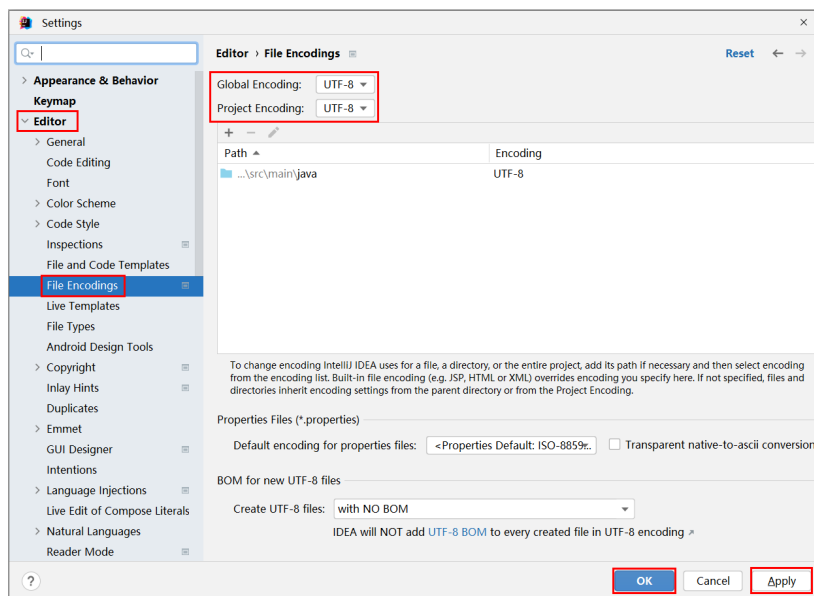 Settings
Editor › File Encodings
Reset
Appearance & Behavior
Keymap
Editor
General
Code Editing
Font
Color Scheme
Code Style
Inspections
File and Code Templates
File Encodings
Live Templates
File Types
Android Design Tools
Copyright
Inlay Hints
Duplicates
Emmet
GUI Designer
Intentions
Language Injections
Live Edit of Compose Literals
Natural Languages
Reader Mode
Global Encoding: UTF-8
Project Encoding: UTF-8
Path Encoding
...\src\main\java UTF-8
To change encoding IntelliJ IDEA uses for a file, a directory, or the entire project, add its path if necessary and then select encoding
from the encoding list. Built-in file encoding (e.g. JSP, HTML or XML) overrides encoding you specify here. If not specified, files and
directories inherit encoding settings from the parent directory or from the Project Encoding.
Properties Files (*.properties)
Default encoding for properties files: <Properties Default: ISO-8859 Transparent native-to-ascii conversion
BOM for new UTF-8 files
Create UTF-8 files: with NO BOM
IDEA will NOT add UTF-8 BOM to every created file in UTF-8 encoding ↗
?
OK Cancel Apply